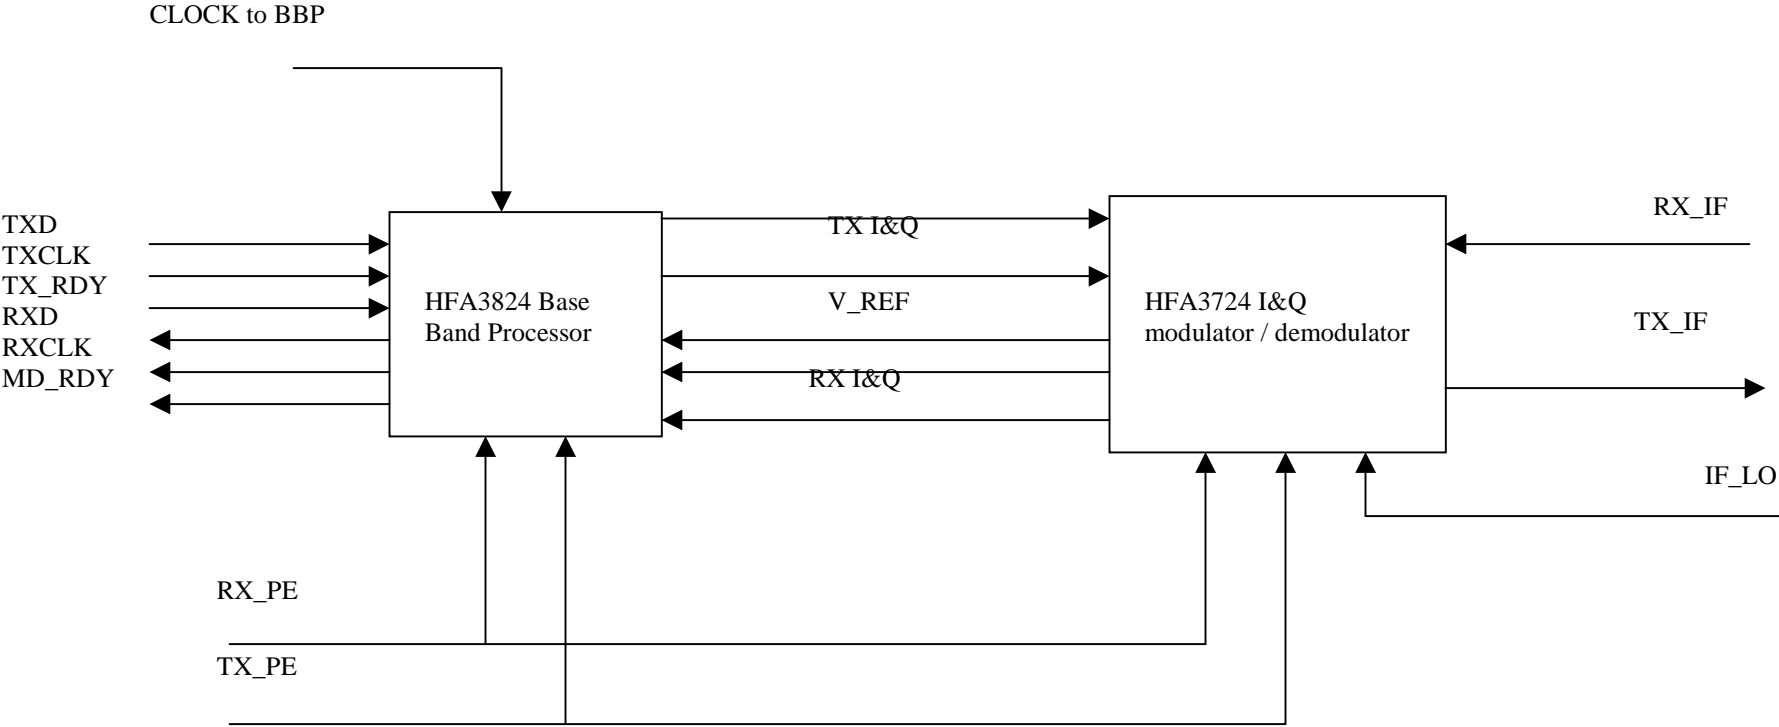 CLOCK to BBP
TXD
TXCLK
TX_RDY
RXD
RXCLK
MD_RDY
HFA3824 Base
Band Processor
TX I&Q
V_REF
RX I&Q
HFA3724 I&Q
modulator / demodulator
RX_IF
TX_IF
IF_LO
RX_PE
TX_PE